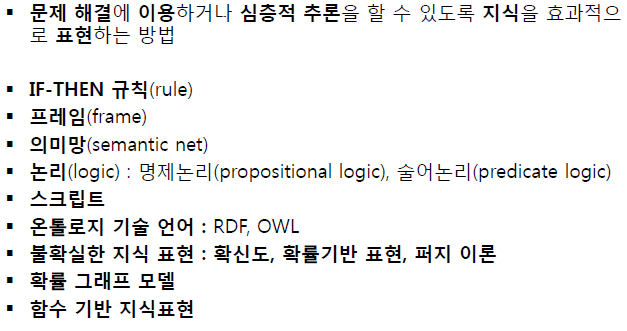 ▪ 문제 해결에 이용하거나 심층적 추론을 할 수 있도록 지식을 효과적으
로 표현하는 방법
▪ IF-THEN 규칙(rule)
▪ 프레임(frame)
▪ 의미망(semantic net)
▪ 논리(logic) : 명제논리(propositional logic), 술어논리(predicate logic)
▪ 스크립트
▪ 온톨로지 기술 언어 : RDF, OWL
▪ 불확실한 지식 표현 : 확신도, 확률기반 표현, 퍼지 이론
▪ 확률 그래프 모델
▪ 함수 기반 지식표현